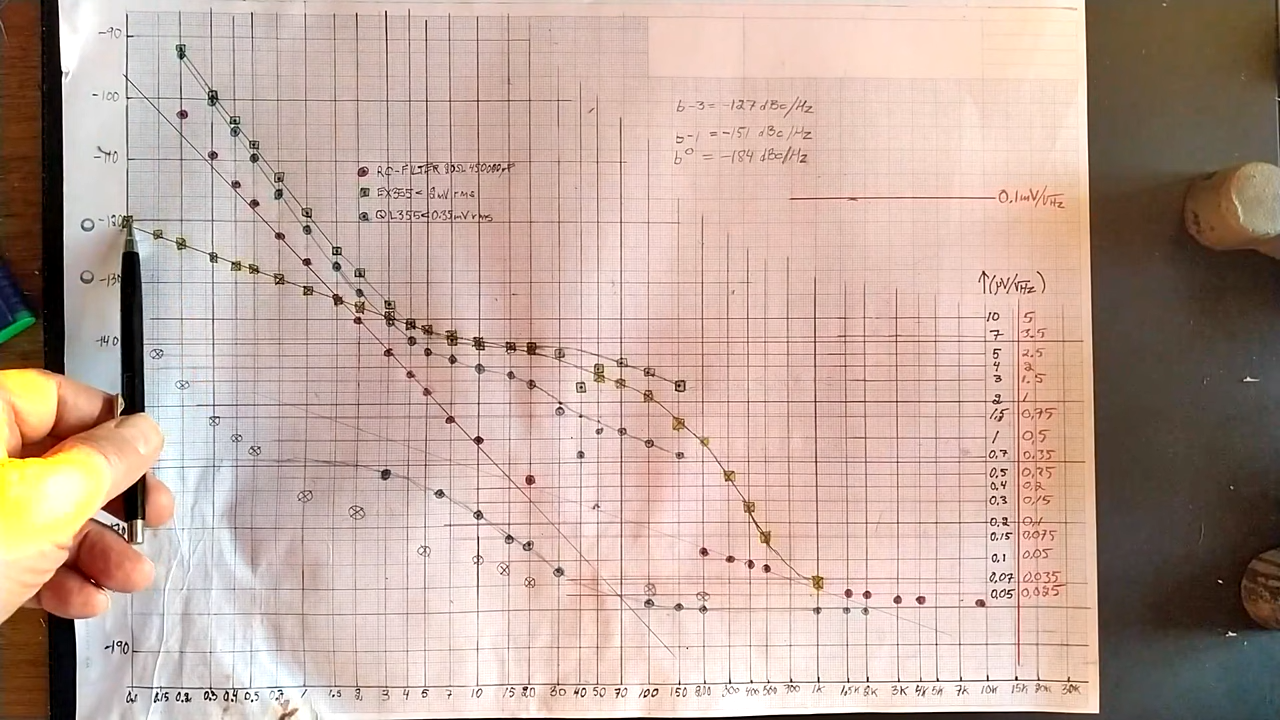 -90
-100
-110
-120
-130
-140
-190
b-3 = -127 dBc/Hz
b-1 = -151 dBc/Hz
b⁰ = -184 dBc/Hz
RC-FILTER
EX355 < 2mV rms
QL355 < 0.35mV rms
0.1mV/√Hz
↑(µV/√Hz)
10 5
7 3.5
5 2.5
4 2
3 1.5
2 1
1.5 0,75
1 0,5
0,7 0.35
0,5 0,25
0,4 0,2
0,3 0,15
0,2 0,1
0,15 0,075
0,1 0,05
0,07 0,035
0,05 0,025
0,1 0.15 0.2 0.3 0.4 0.5 0.7 1 1.5 2 3 4 5 7 10 15 20 30 40 50 70 100 150 200 300 400 500 700 1K 1.5K 2K 3K 4K 5K 7K 10K 15K 20K 30K